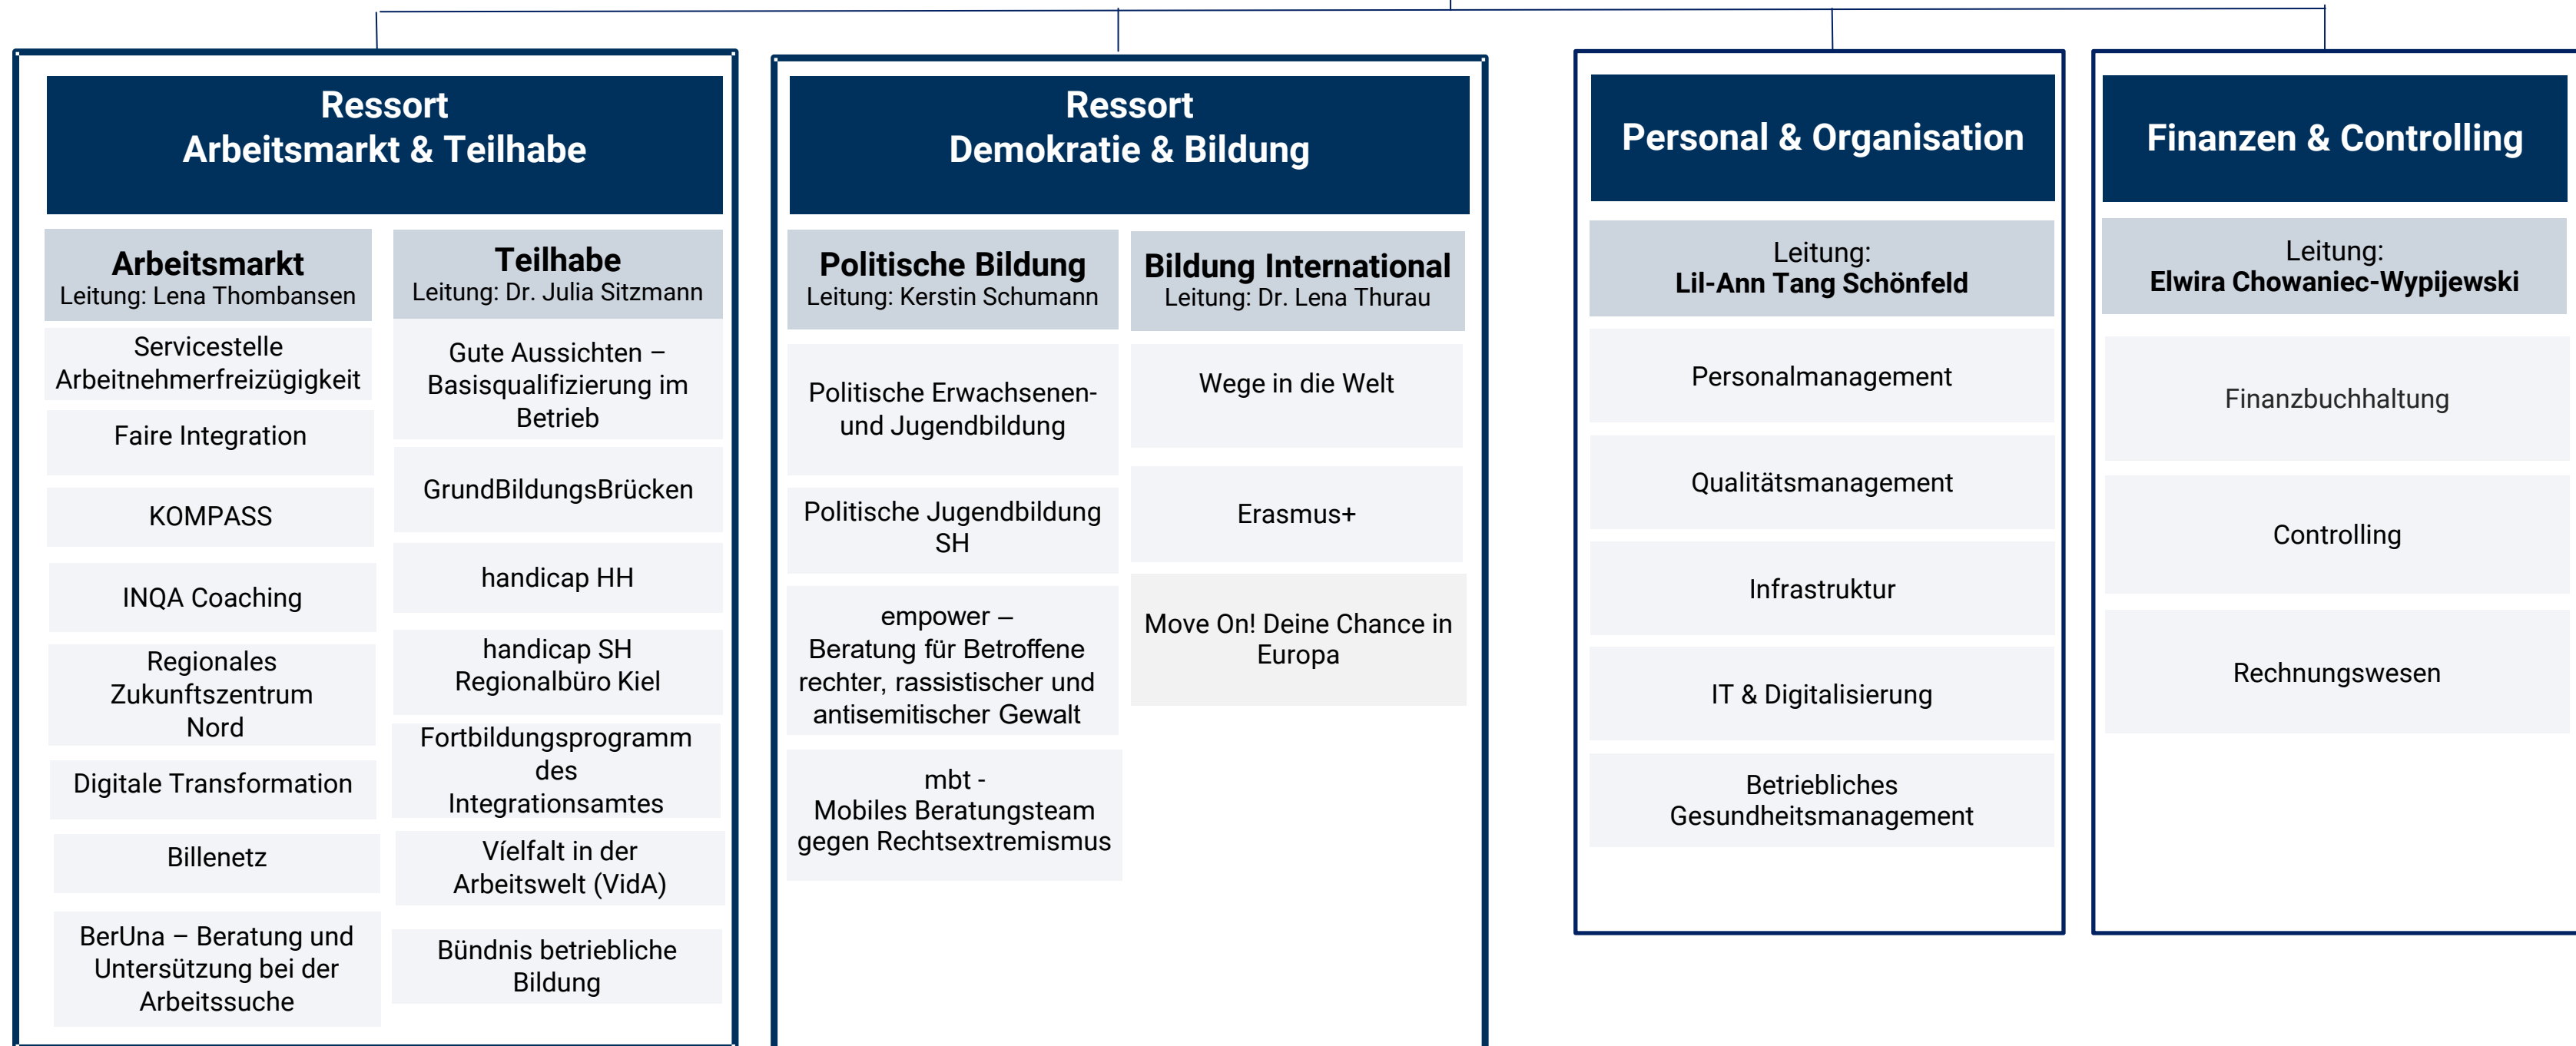 Ressort
Arbeitsmarkt & Teilhabe
Arbeitsmarkt
Leitung: Lena Thombansen
Servicestelle
Arbeitnehmerfreizügigkeit
Faire Integration
KOMPASS
INQA Coaching
Regionales
Zukunftszentrum
Nord
Digitale Transformation
Billenetz
BerUna – Beratung und
Untersützung bei der
Arbeitssuche
Teilhabe
Leitung: Dr. Julia Sitzmann
Gute Aussichten –
Basisqualifizierung im
Betrieb
GrundBildungsBrücken
handicap HH
handicap SH
Regionalbüro Kiel
Fortbildungsprogramm
des
Integrationsamtes
Víelfalt in der
Arbeitswelt (VidA)
Bündnis betriebliche
Bildung
Ressort
Demokratie & Bildung
Politische Bildung
Leitung: Kerstin Schumann
Politische Erwachsenen-
und Jugendbildung
Politische Jugendbildung
SH
empower –
Beratung für Betroffene
rechter, rassistischer und
antisemitischer Gewalt
mbt -
Mobiles Beratungsteam
gegen Rechtsextremismus
Bildung International
Leitung: Dr. Lena Thurau
Wege in die Welt
Erasmus+
Move On! Deine Chance in
Europa
Personal & Organisation
Leitung:
Lil-Ann Tang Schönfeld
Personalmanagement
Qualitätsmanagement
Infrastruktur
IT & Digitalisierung
Betriebliches
Gesundheitsmanagement
Finanzen & Controlling
Leitung:
Elwira Chowaniec-Wypijewski
Finanzbuchhaltung
Controlling
Rechnungswesen